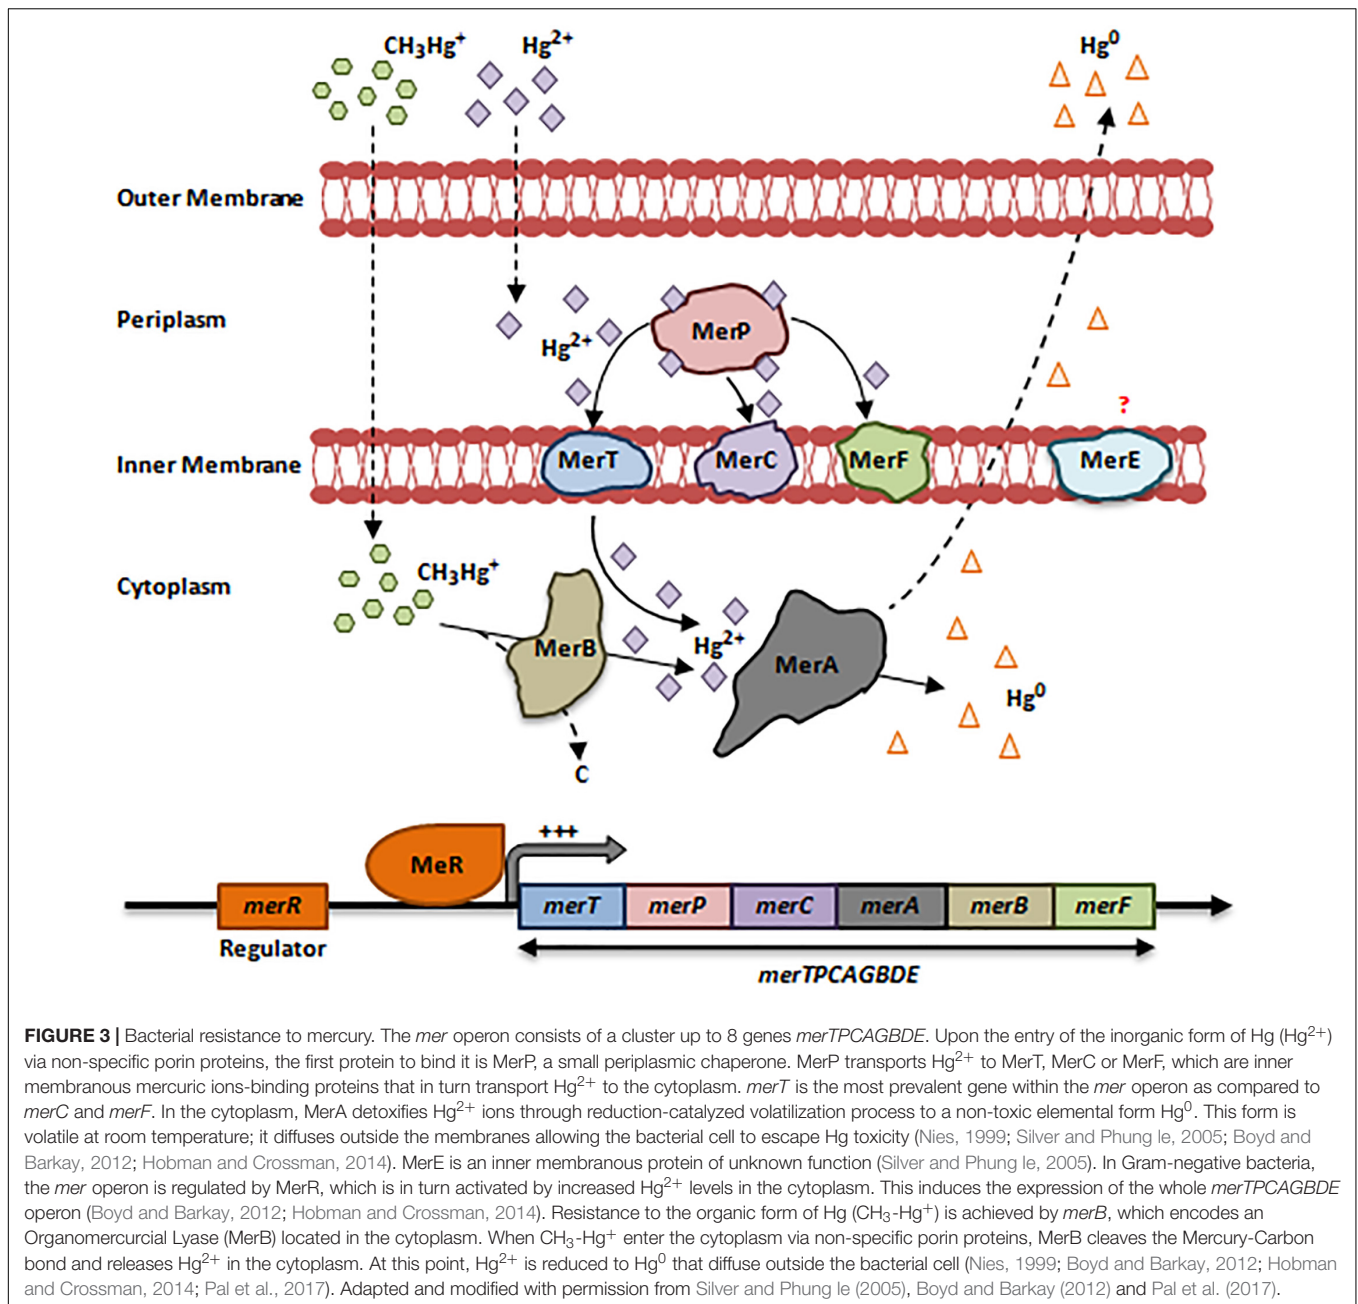 CH3Hg+ Hg2+ Hg0
Outer Membrane
Periplasm
Hg2+
MerP
?
Inner Membrane
MerT MerC MerF MerE
Cytoplasm
CH3Hg+
MerB
Hg2+
MerA
Hg0
C
+++
MeR
merR merT merP merC merA merB merF
Regulator
merTPCAGBDE
FIGURE 3 | Bacterial resistance to mercury. The mer operon consists of a cluster up to 8 genes merTPCAGBDE. Upon the entry of the inorganic form of Hg (Hg2+)
via non-specific porin proteins, the first protein to bind it is MerP, a small periplasmic chaperone. MerP transports Hg2+ to MerT, MerC or MerF, which are inner
membranous mercuric ions-binding proteins that in turn transport Hg2+ to the cytoplasm. merT is the most prevalent gene within the mer operon as compared to
merC and merF. In the cytoplasm, MerA detoxifies Hg2+ ions through reduction-catalyzed volatilization process to a non-toxic elemental form Hg0. This form is
volatile at room temperature; it diffuses outside the membranes allowing the bacterial cell to escape Hg toxicity (Nies, 1999; Silver and Phung le, 2005; Boyd and
Barkay, 2012; Hobman and Crossman, 2014). MerE is an inner membranous protein of unknown function (Silver and Phung le, 2005). In Gram-negative bacteria,
the mer operon is regulated by MerR, which is in turn activated by increased Hg2+ levels in the cytoplasm. This induces the expression of the whole merTPCAGBDE
operon (Boyd and Barkay, 2012; Hobman and Crossman, 2014). Resistance to the organic form of Hg (CH3-Hg+) is achieved by merB, which encodes an
Organomercurcial Lyase (MerB) located in the cytoplasm. When CH3-Hg+ enter the cytoplasm via non-specific porin proteins, MerB cleaves the Mercury-Carbon
bond and releases Hg2+ in the cytoplasm. At this point, Hg2+ is reduced to Hg0 that diffuse outside the bacterial cell (Nies, 1999; Boyd and Barkay, 2012; Hobman
and Crossman, 2014; Pal et al., 2017). Adapted and modified with permission from Silver and Phung le (2005), Boyd and Barkay (2012) and Pal et al. (2017).